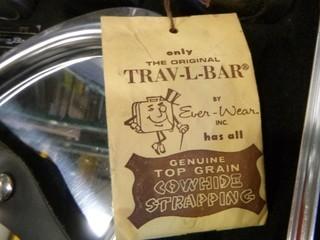 only
THE ORIGINAL
TRAV-L-BAR®
BY
Ever-Wear
INC.
has all
GENUINE
TOP GRAIN
COWHIDE
STRAPPING